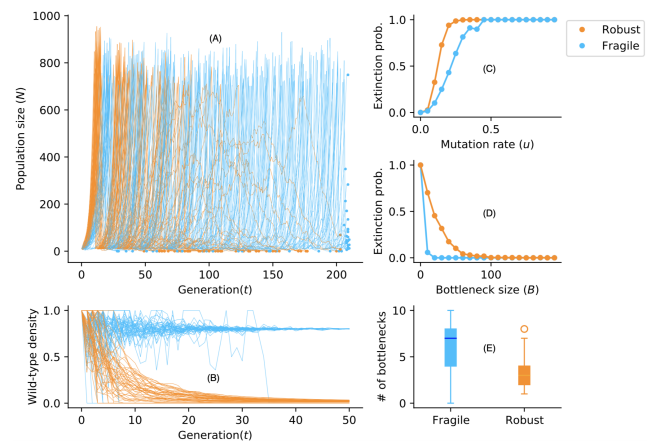 (A)
Population size (N)
1000
800
600
400
200
0
0
50
100
150
200
Generation(t)
(B)
Wild-type density
1.0
0.5
0.0
0
10
20
30
40
50
Generation(t)
(C)
Extinction prob.
1.0
0.5
0.0
0.0
0.5
Mutation rate (u)
Robust
Fragile
(D)
Extinction prob.
1.0
0.5
0.0
0
100
Bottleneck size (B)
(E)
# of bottlenecks
10
5
0
Fragile
Robust